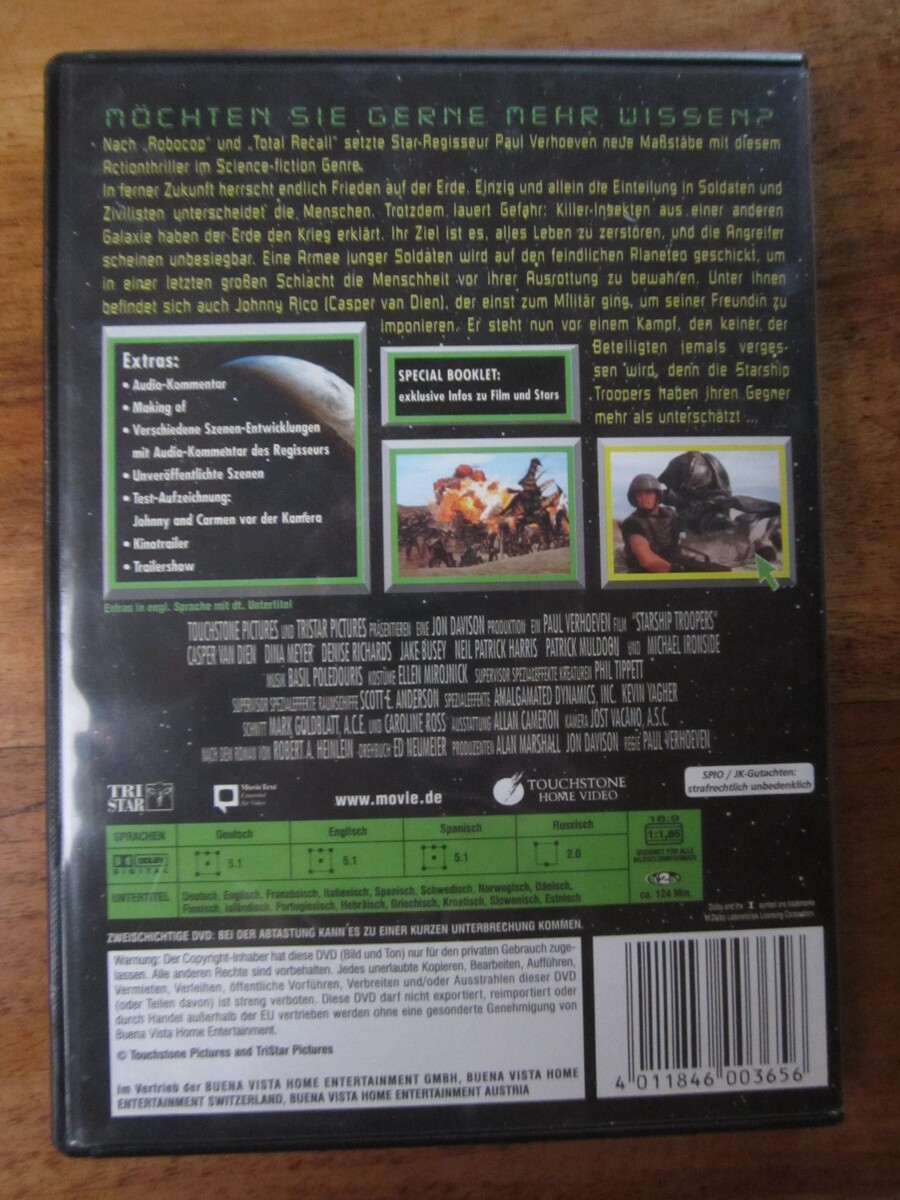 MÖCHTEN SIE GERNE MEHR WISSEN?
Nach „Robocop" und „Total Recall" setzte Star-Regisseur Paul Verhoeven neue Maßstäbe mit diesem
Actionthriller im Science-fiction Genre.
In ferner Zukunft herrscht endlich Frieden auf der Erde. Einzig und allein die Einteilung in Soldaten und
Zivilisten unterscheidet die Menschen. Trotzdem lauert Gefahr: Killer-Insekten aus einer anderen
Galaxie haben der Erde den Krieg erklärt. Ihr Ziel ist es, alles Leben zu zerstören, und die Angreifer
scheinen unbesiegbar. Eine Armee junger Soldaten wird auf den feindlichen Planeten geschickt, um
in einer letzten großen Schlacht die Menschheit vor ihrer Ausrottung zu bewahren. Unter ihnen
befindet sich auch Johnny Rico (Casper van Dien), der einst zum Militär ging, um seiner Freundin zu
imponieren. Er steht nun vor einem Kampf, den keiner der
Beteiligten jemals verges-
sen wird, denn die Starship
Troopers haben ihren Gegner
mehr als unterschätzt ...
Extras:
• Audio-Kommentar
• Making of
• Verschiedene Szenen-Entwicklungen
mit Audio-Kommentar des Regisseurs
• Unveröffentlichte Szenen
• Test-Aufzeichnung:
Johnny and Carmen vor der Kamera
• Kinotrailer
• Trailershow
SPECIAL BOOKLET:
exklusive Infos zu Film und Stars
Extras in engl. Sprache mit dt. Untertitel
TOUCHSTONE PICTURES UND TRISTAR PICTURES PRÄSENTIEREN EINE JON DAVISON PRODUKTION EIN PAUL VERHOEVEN FILM "STARSHIP TROOPERS"
CASPER VAN DIEN DINA MEYER DENISE RICHARDS JAKE BUSEY NEIL PATRICK HARRIS PATRICK MULDOON UND MICHAEL IRONSIDE
MUSIK BASIL POLEDOURIS KOSTÜME ELLEN MIROJNICK SUPERVISOR SPEZIALEFFEKTE KREATUREN PHIL TIPPETT
SUPERVISOR SPEZIALEFFEKTE RAUMSCHIFFE SCOTT E. ANDERSON SPEZIALEFFEKTE AMALGAMATED DYNAMICS, INC. KEVIN YAGHER
SCHNITT MARK GOLDBLATT, A.C.E. UND CAROLINE ROSS AUSSTATTUNG ALLAN CAMERON KAMERA JOST VACANO, A.S.C.
NACH DEM ROMAN VON ROBERT A. HEINLEIN DREHBUCH ED NEUMEIER PRODUZENTEN ALAN MARSHALL JON DAVISON REGIE PAUL VERHOEVEN
TRI
STAR
MovieText
Essential
für Video
www.movie.de
TOUCHSTONE
HOME VIDEO
SPIO / JK-Gutachten:
strafrechtlich unbedenklich
SPRACHEN Deutsch Englisch Spanisch Russisch
DOLBY
DIGITAL
5.1 5.1 5.1 2.0
16:9
1:1,85
GEEIGNET FÜR ALLE
BILDSCHIRMFORMATE
2
ca. 124 Min.
UNTERTITEL Deutsch, Englisch, Französisch, Italienisch, Spanisch, Schwedisch, Norwegisch, Dänisch,
Finnisch, Isländisch, Portugiesisch, Hebräisch, Griechisch, Kroatisch, Slowenisch, Estnisch
Dolby and the symbol are trademarks
of Dolby Laboratories Licensing Corporation.
ZWEISCHICHTIGE DVD: BEI DER ABTASTUNG KANN ES ZU EINER KURZEN UNTERBRECHUNG KOMMEN.
Warnung: Der Copyright-Inhaber hat diese DVD (Bild und Ton) nur für den privaten Gebrauch zuge-
lassen. Alle anderen Rechte sind vorbehalten. Jedes unerlaubte Kopieren, Bearbeiten, Aufführen,
Vermieten, Verleihen, öffentliche Vorführen, Verbreiten und/oder Ausstrahlen dieser DVD
(oder Teilen davon) ist streng verboten. Diese DVD darf nicht exportiert, reimportiert oder
durch Handel außerhalb der EU vertrieben werden ohne eine gesonderte Genehmigung von
Buena Vista Home Entertainment.
© Touchstone Pictures and TriStar Pictures
Im Vertrieb der BUENA VISTA HOME ENTERTAINMENT GMBH, BUENA VISTA HOME
ENTERTAINMENT SWITZERLAND, BUENA VISTA HOME ENTERTAINMENT AUSTRIA
4 011846 003656